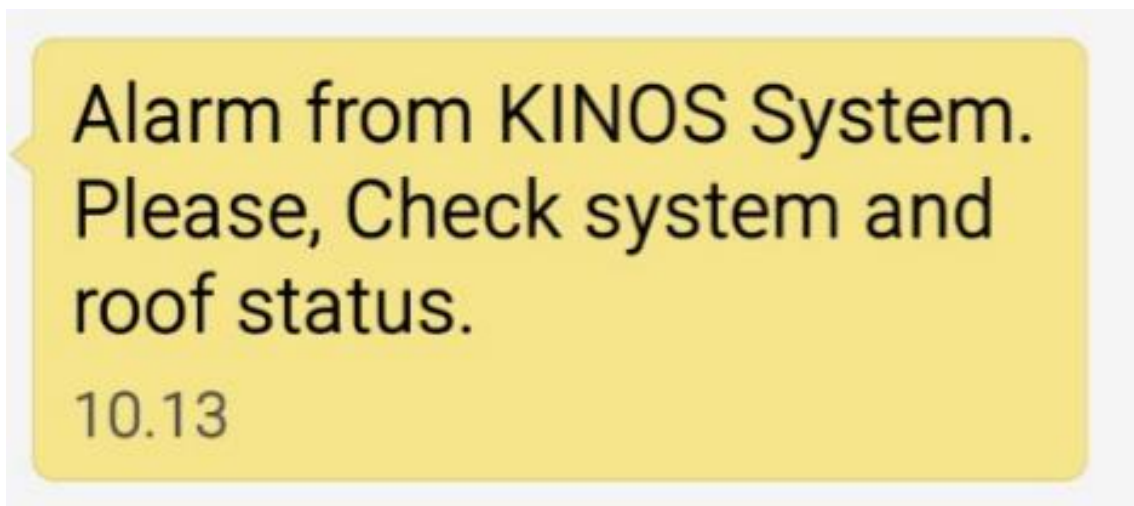 Alarm from KINOS System.
Please, Check system and
roof status.
10.13